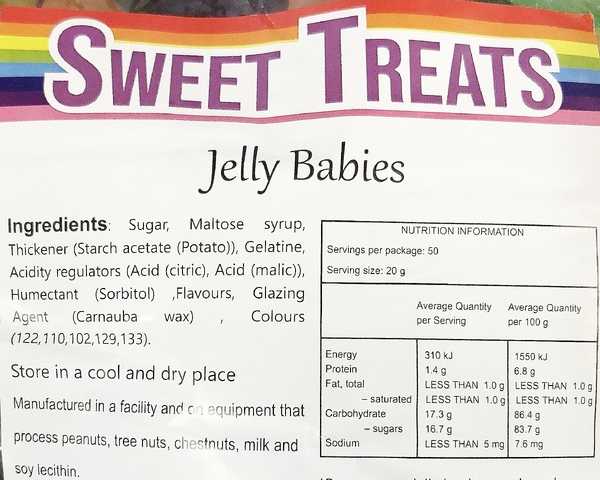 SWEET TREATS
Jelly Babies
Ingredients: Sugar, Maltose syrup,
Thickener (Starch acetate (Potato)), Gelatine,
Acidity regulators (Acid (citric), Acid (malic)),
Humectant (Sorbitol) ,Flavours, Glazing
Agent (Carnauba wax) , Colours
(122,110,102,129,133).
Store in a cool and dry place
Manufactured in a facility and on equipment that
process peanuts, tree nuts, chestnuts, milk and
soy lecithin.
NUTRITION INFORMATION
Servings per package: 50
Serving size: 20 g
Average Quantity Average Quantity
per Serving per 100 g
Energy 310 kJ 1550 kJ
Protein 1.4 g 6.8 g
Fat, total LESS THAN 1.0 g LESS THAN 1.0 g
– saturated LESS THAN 1.0 g LESS THAN 1.0 g
Carbohydrate 17.3 g 86.4 g
– sugars 16.7 g 83.7 g
Sodium LESS THAN 5 mg 7.6 mg